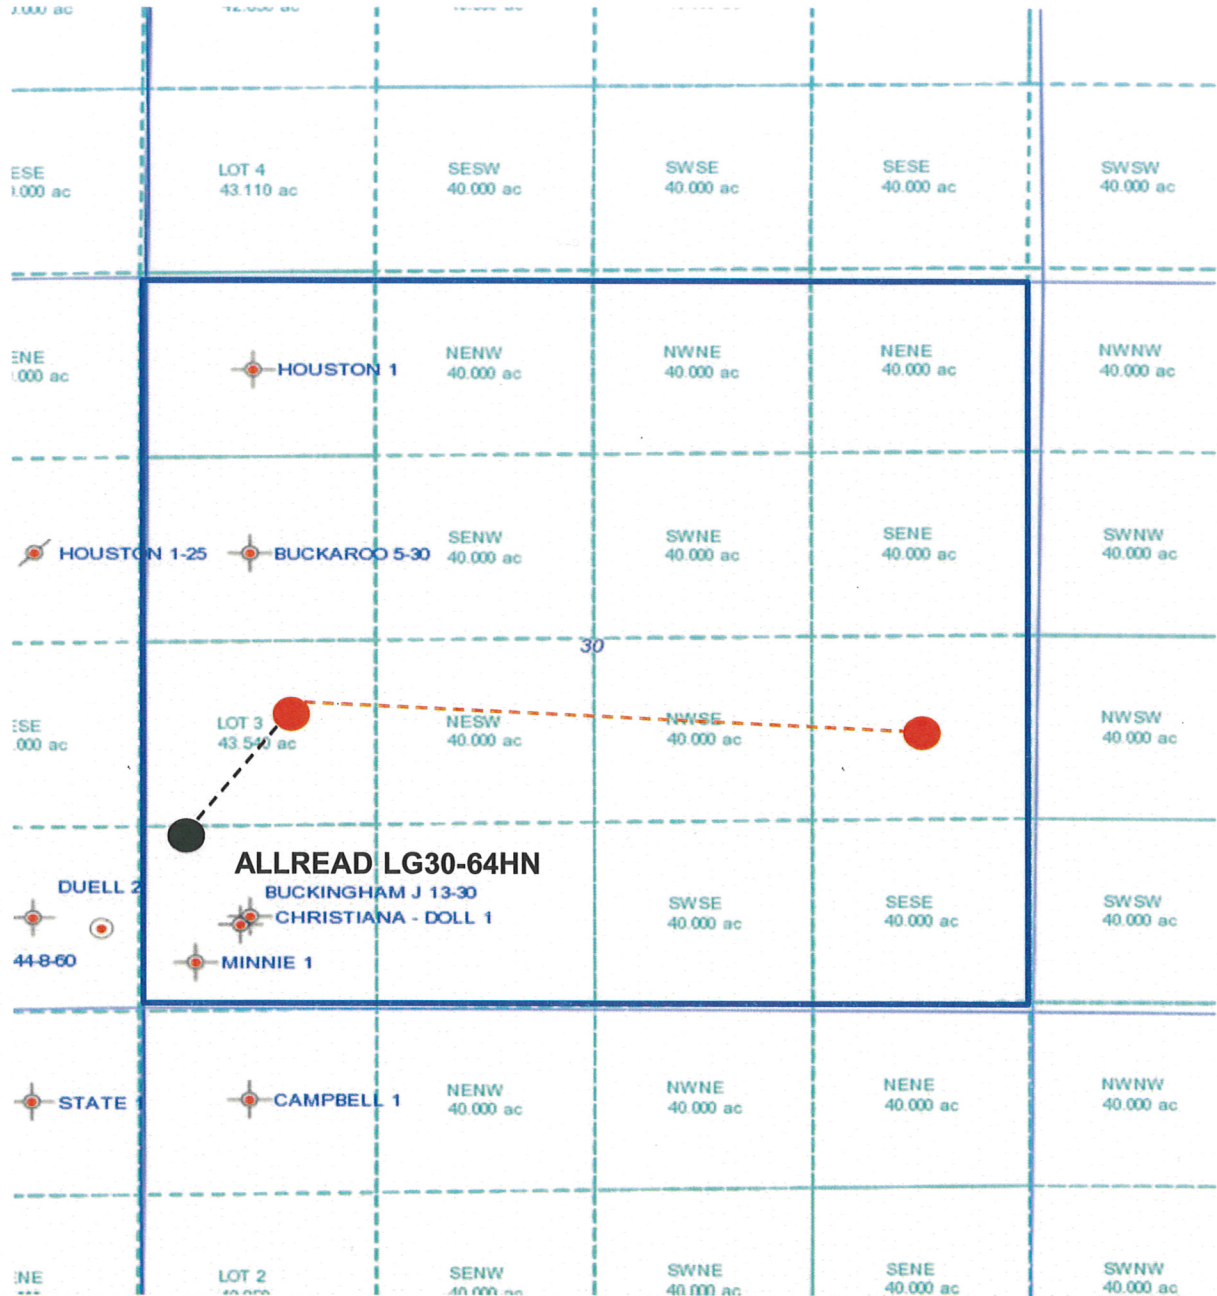 LOT 4
43.110 ac
SESW
40.000 ac
SWSE
40.000 ac
SESE
40.000 ac
SWSW
40.000 ac
HOUSTON 1
NENW
40.000 ac
NWNE
40.000 ac
NENE
40.000 ac
NWNW
40.000 ac
HOUSTON 1-25
BUCKAROO 5-30
SENW
40.000 ac
SWNE
40.000 ac
SENE
40.000 ac
SWNW
40.000 ac
30
LOT 3
43.540 ac
NESW
40.000 ac
NWSE
40.000 ac
NWSW
40.000 ac
ALLREAD LG30-64HN
DUELL 2
BUCKINGHAM J 13-30
CHRISTIANA - DOLL 1
SWSE
40.000 ac
SESE
40.000 ac
SWSW
40.000 ac
44-8-60
MINNIE 1
STATE 1
CAMPBELL 1
NENW
40.000 ac
NWNE
40.000 ac
NENE
40.000 ac
NWNW
40.000 ac
LOT 2
SENW
40.000 ac
SWNE
40.000 ac
SENE
40.000 ac
SWNW
40.000 ac